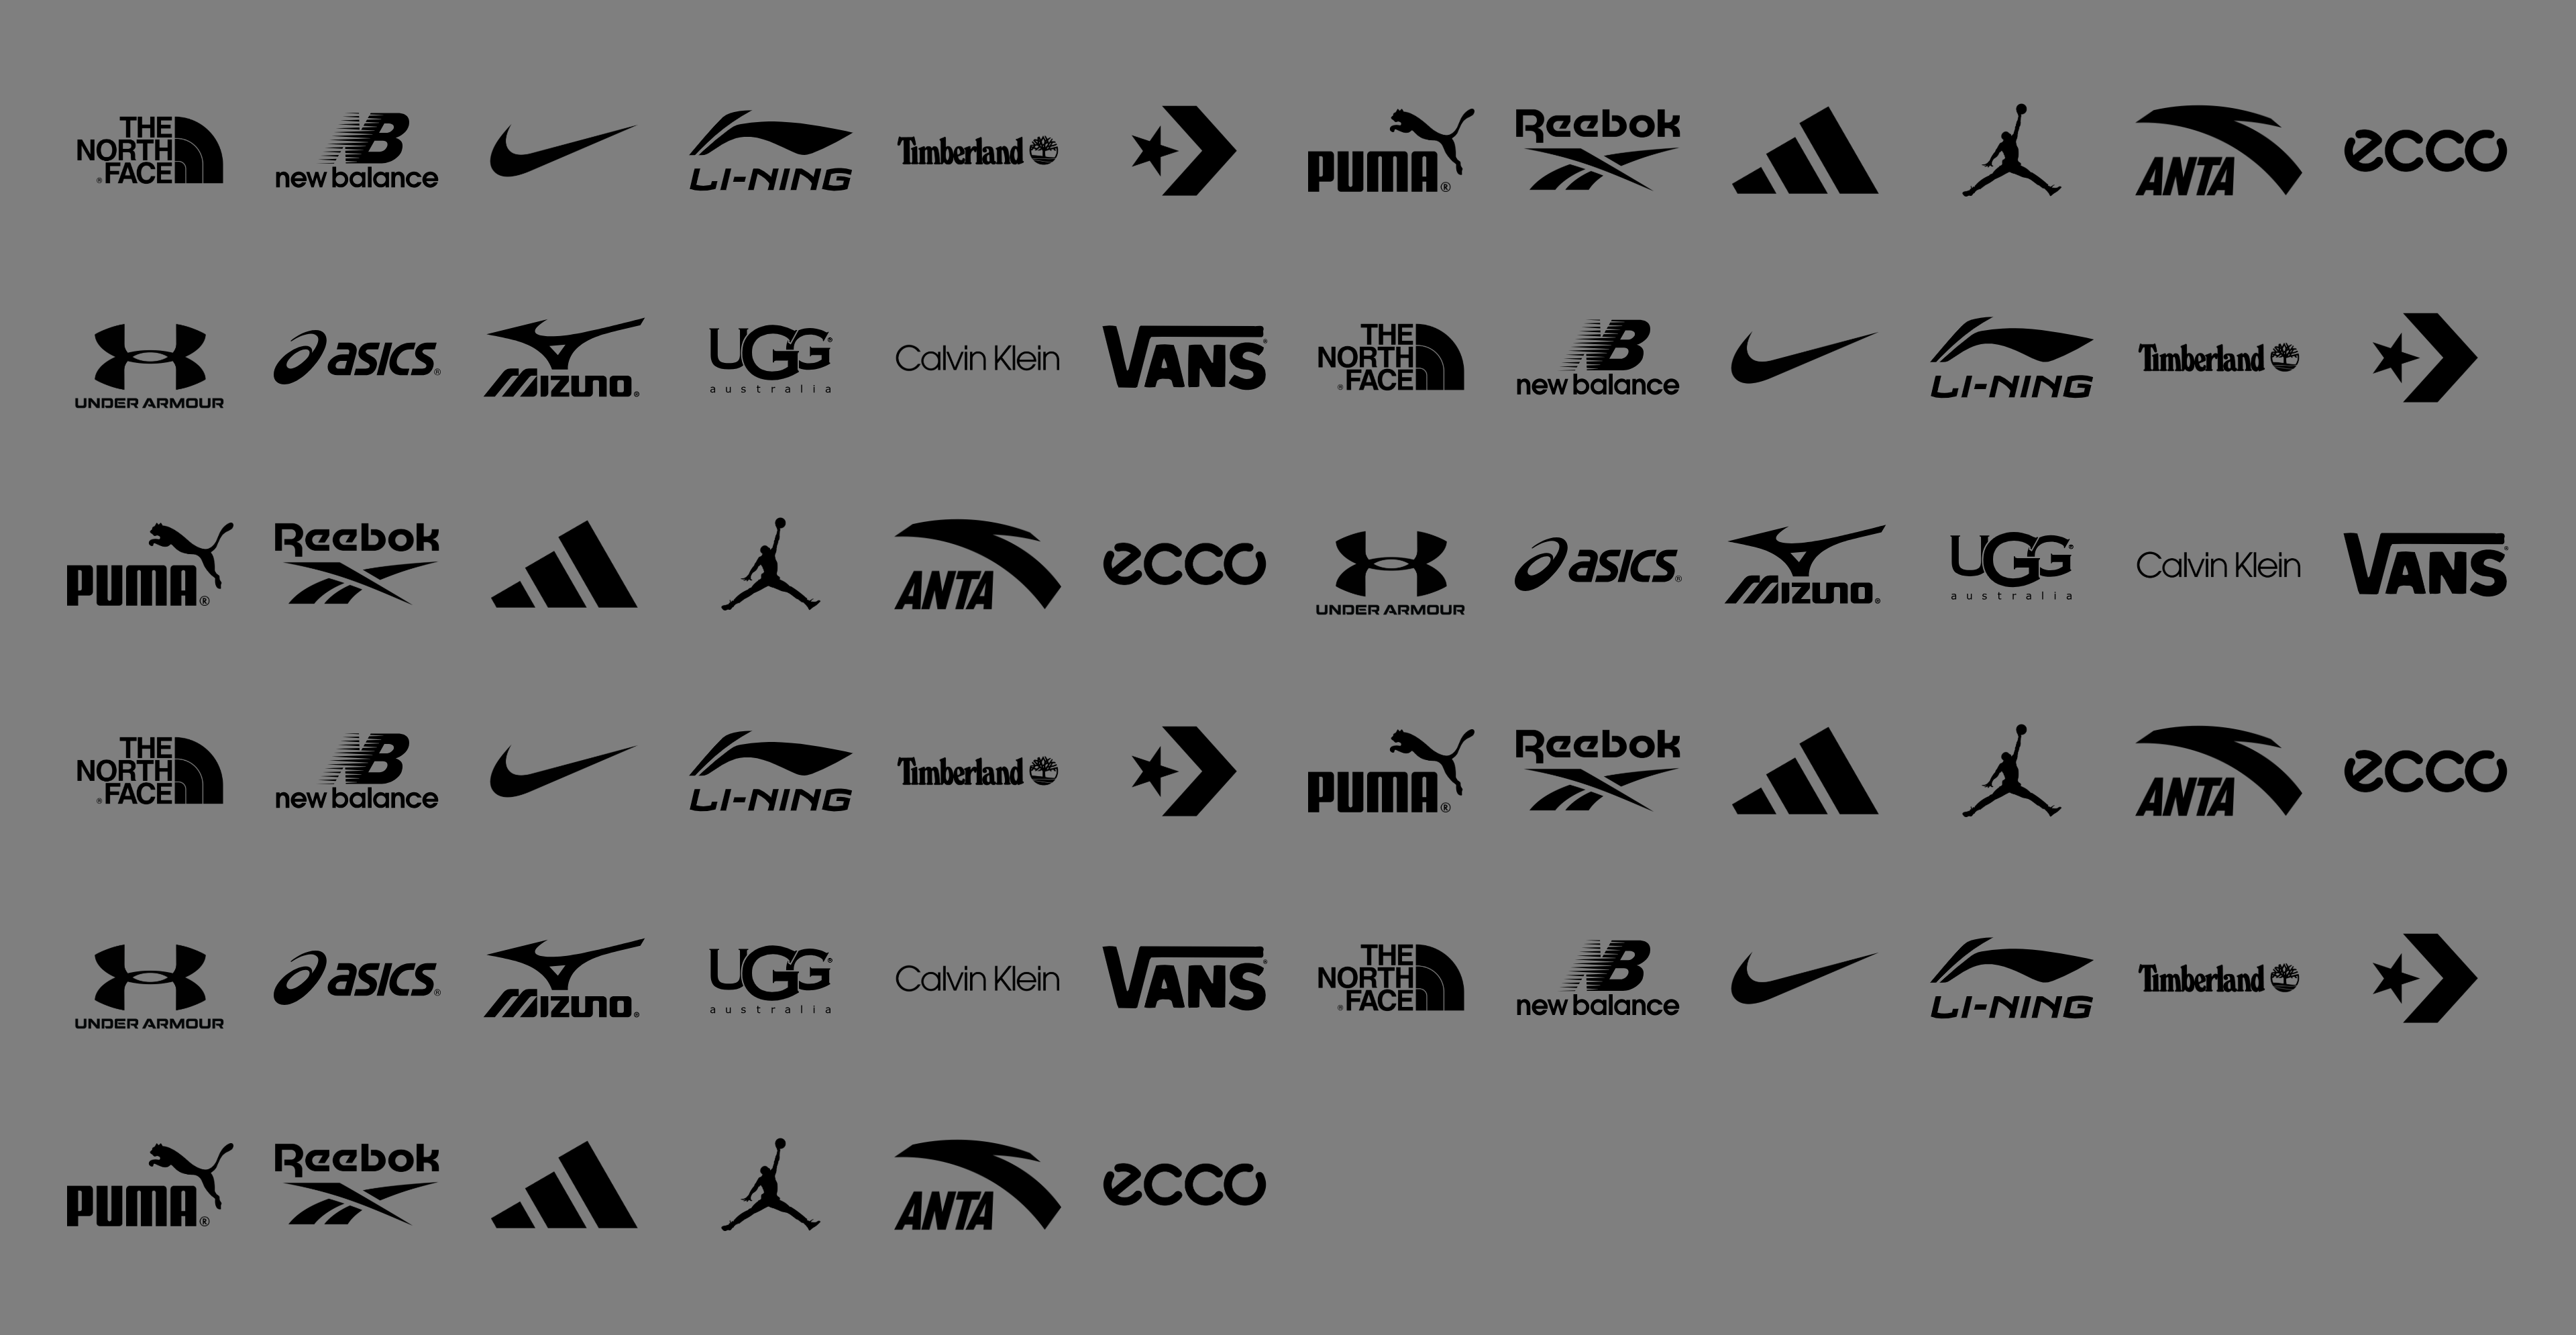 THE
NORTH
® FACE
new balance
LI-NING
Timberland
PUMA®
Reebok
ANTA
ecco
UNDER ARMOUR
asics®
Mizuno®
UGG®
australia
Calvin Klein
VANS®
THE
NORTH
® FACE
new balance
LI-NING
Timberland
PUMA®
Reebok
ANTA
ecco
UNDER ARMOUR
asics®
Mizuno®
UGG®
australia
Calvin Klein
VANS®
THE
NORTH
® FACE
new balance
LI-NING
Timberland
PUMA®
Reebok
ANTA
ecco
UNDER ARMOUR
asics®
Mizuno®
UGG®
australia
Calvin Klein
VANS®
THE
NORTH
® FACE
new balance
LI-NING
Timberland
PUMA®
Reebok
ANTA
ecco